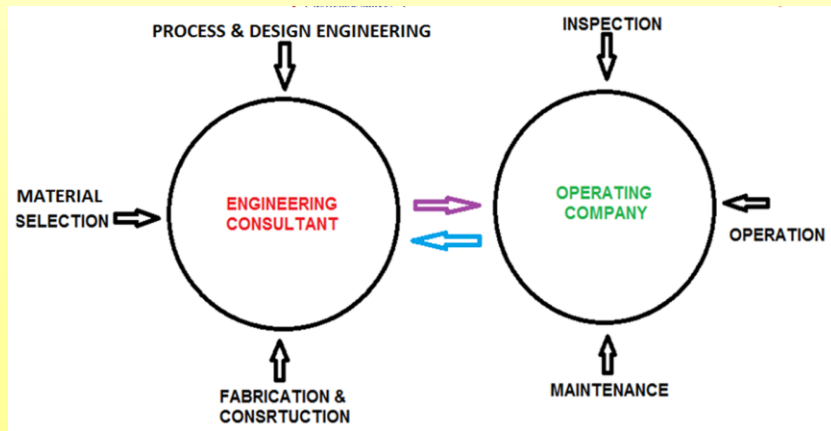 PROCESS & DESIGN ENGINEERING
INSPECTION
MATERIAL
SELECTION
ENGINEERING
CONSULTANT
OPERATING
COMPANY
OPERATION
FABRICATION &
CONSRTUCTION
MAINTENANCE